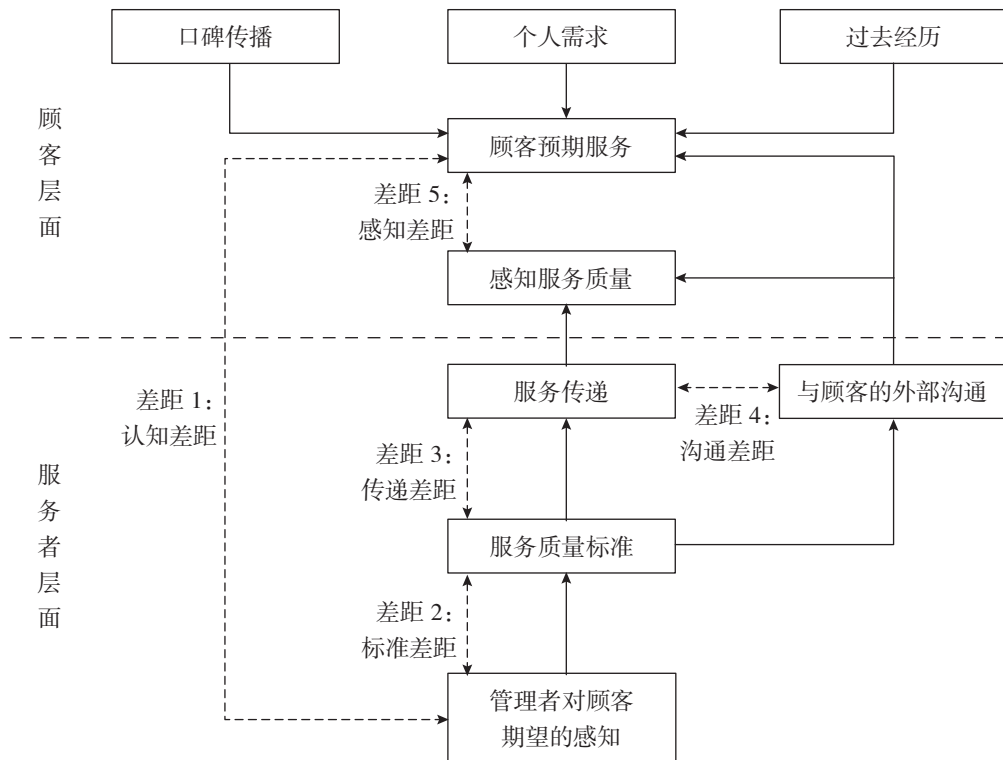 口碑传播
个人需求
过去经历
顾客层面
顾客预期服务
差距 5：
感知差距
感知服务质量
服务传递
与顾客的外部沟通
差距 1：
认知差距
差距 4：
沟通差距
差距 3：
传递差距
服务者层面
服务质量标准
差距 2：
标准差距
管理者对顾客
期望的感知